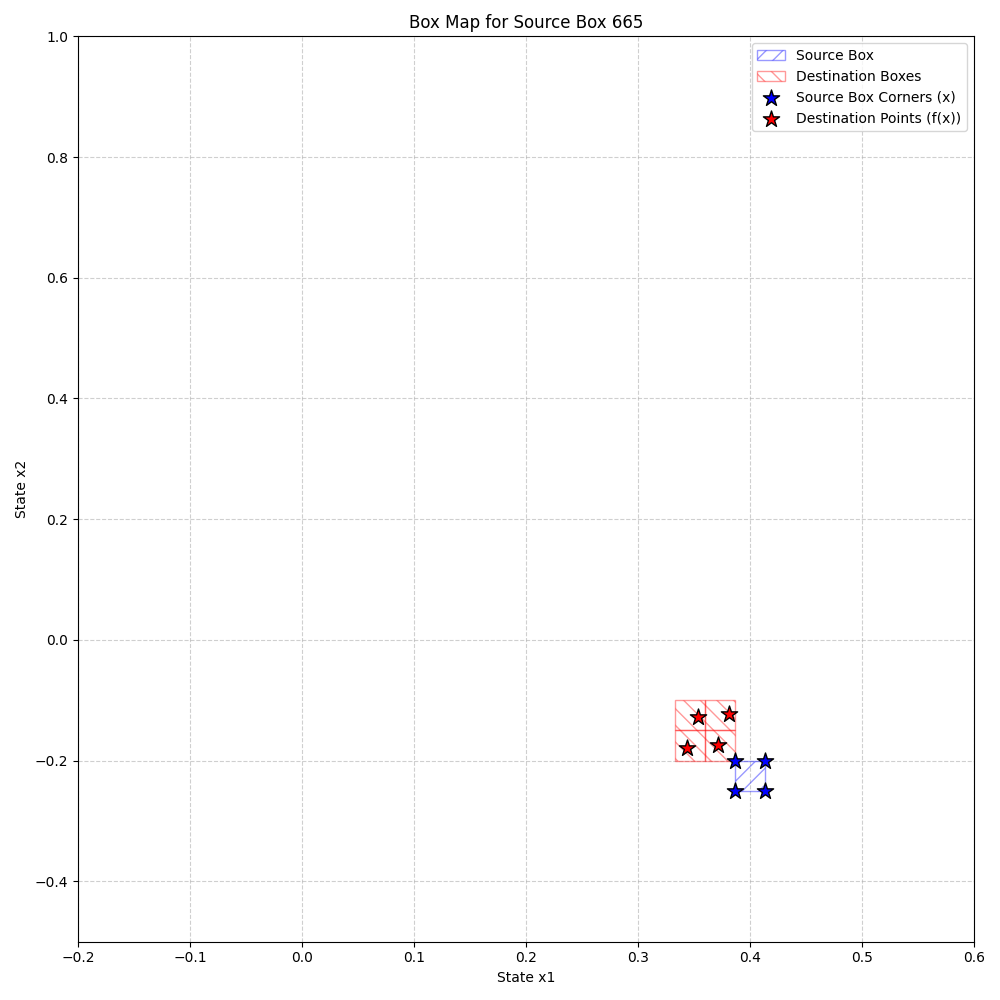 Box Map for Source Box 665
Source Box
Destination Boxes
Source Box Corners (x)
Destination Points (f(x))
State x2
1.0
0.8
0.6
0.4
0.2
0.0
−0.2
−0.4
−0.2 −0.1 0.0 0.1 0.2 0.3 0.4 0.5 0.6
State x1